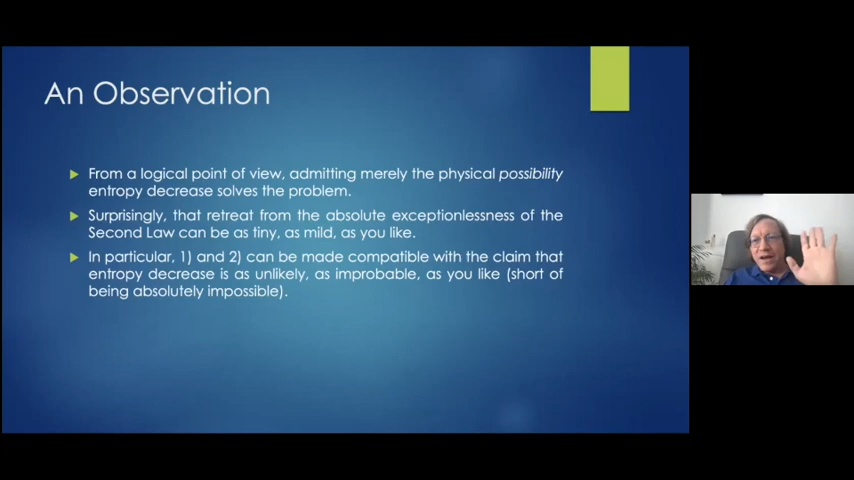 An Observation
From a logical point of view, admitting merely the physical possibility
entropy decrease solves the problem.
Surprisingly, that retreat from the absolute exceptionlessness of the
Second Law can be as tiny, as mild, as you like.
In particular, 1) and 2) can be made compatible with the claim that
entropy decrease is as unlikely, as improbable, as you like (short of
being absolutely impossible).